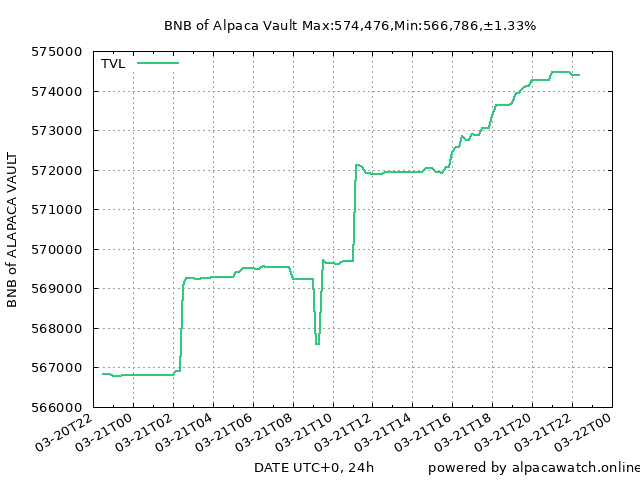 BNB of Alpaca Vault Max:574,476,Min:566,786,±1.33%
TVL
575000
574000
573000
572000
571000
570000
569000
568000
567000
566000
BNB of ALAPACA VAULT
03-20T22
03-21T00
03-21T02
03-21T04
03-21T06
03-21T08
03-21T10
03-21T12
03-21T14
03-21T16
03-21T18
03-21T20
03-21T22
03-22T00
DATE UTC+0, 24h
powered by alpacawatch.online